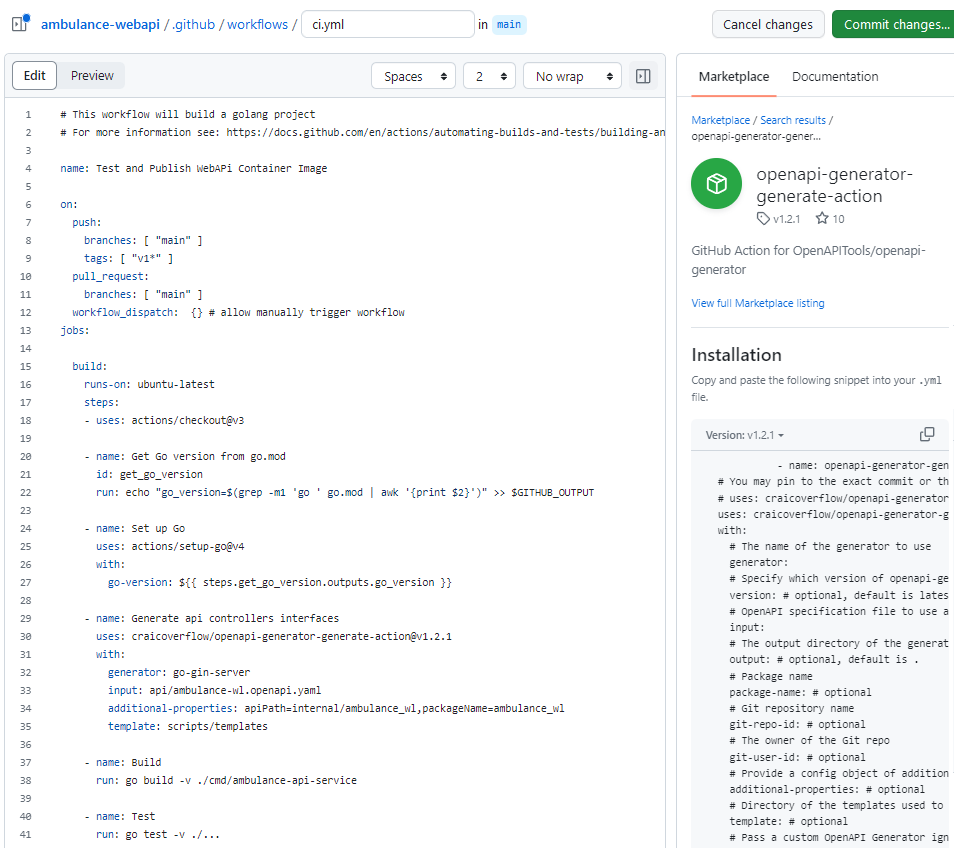 ambulance-webapi / .github / workflows / ci.yml in main
Cancel changes
Commit changes...
Edit
Preview
Spaces
2
No wrap
1 # This workflow will build a golang project
2 # For more information see: https://docs.github.com/en/actions/automating-builds-and-tests/building-an
3
4 name: Test and Publish WebAPi Container Image
5
6 on:
7 push:
8 branches: [ "main" ]
9 tags: [ "v1*" ]
10 pull_request:
11 branches: [ "main" ]
12 workflow_dispatch:  {} # allow manually trigger workflow
13 jobs:
14
15 build:
16 runs-on: ubuntu-latest
17 steps:
18 - uses: actions/checkout@v3
19
20 - name: Get Go version from go.mod
21 id: get_go_version
22 run: echo "go_version=$(grep -m1 'go ' go.mod | awk '{print $2}')" >> $GITHUB_OUTPUT
23
24 - name: Set up Go
25 uses: actions/setup-go@v4
26 with:
27 go-version: ${{ steps.get_go_version.outputs.go_version }}
28
29 - name: Generate api controllers interfaces
30 uses: craicoverflow/openapi-generator-generate-action@v1.2.1
31 with:
32 generator: go-gin-server
33 input: api/ambulance-wl.openapi.yaml
34 additional-properties: apiPath=internal/ambulance_wl,packageName=ambulance_wl
35 template: scripts/templates
36
37 - name: Build
38 run: go build -v ./cmd/ambulance-api-service
39
40 - name: Test
41 run: go test -v ./...
Marketplace
Documentation
Marketplace / Search results /
openapi-generator-gener...
openapi-generator-
generate-action
v1.2.1 10
GitHub Action for OpenAPITools/openapi-
generator
View full Marketplace listing
Installation
Copy and paste the following snippet into your .yml
file.
Version: v1.2.1
- name: openapi-generator-gen
# You may pin to the exact commit or th
# uses: craicoverflow/openapi-generator
uses: craicoverflow/openapi-generator-g
with:
# The name of the generator to use
generator:
# Specify which version of openapi-ge
version: # optional, default is lates
# OpenAPI specification file to use a
input:
# The output directory of the generat
output: # optional, default is .
# Package name
package-name: # optional
# Git repository name
git-repo-id: # optional
# The owner of the Git repo
git-user-id: # optional
# Provide a config object of addition
additional-properties: # optional
# Directory of the templates used to
template: # optional
# Pass a custom OpenAPI Generator ign